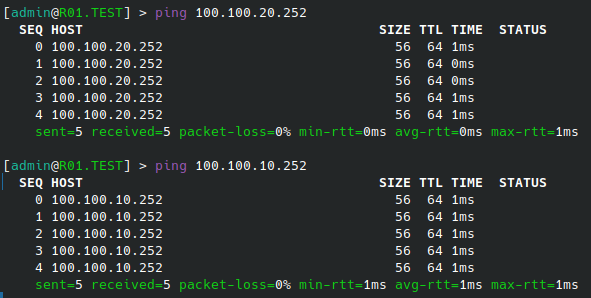 [admin@R01.TEST] > ping 100.100.20.252
SEQ HOST SIZE TTL TIME STATUS
0 100.100.20.252 56 64 1ms
1 100.100.20.252 56 64 0ms
2 100.100.20.252 56 64 0ms
3 100.100.20.252 56 64 1ms
4 100.100.20.252 56 64 1ms
sent=5 received=5 packet-loss=0% min-rtt=0ms avg-rtt=0ms max-rtt=1ms
[admin@R01.TEST] > ping 100.100.10.252
SEQ HOST SIZE TTL TIME STATUS
0 100.100.10.252 56 64 1ms
1 100.100.10.252 56 64 1ms
2 100.100.10.252 56 64 1ms
3 100.100.10.252 56 64 1ms
4 100.100.10.252 56 64 1ms
sent=5 received=5 packet-loss=0% min-rtt=1ms avg-rtt=1ms max-rtt=1ms